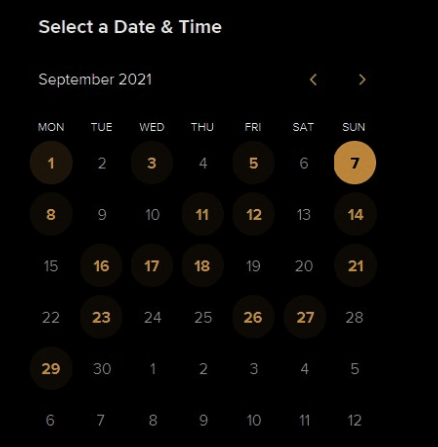 Select a Date & Time
September 2021
MON TUE WED THU FRI SAT SUN
1 2 3 4 5 6 7
8 9 10 11 12 13 14
15 16 17 18 19 20 21
22 23 24 25 26 27 28
29 30 1 2 3 4 5
6 7 8 9 10 11 12